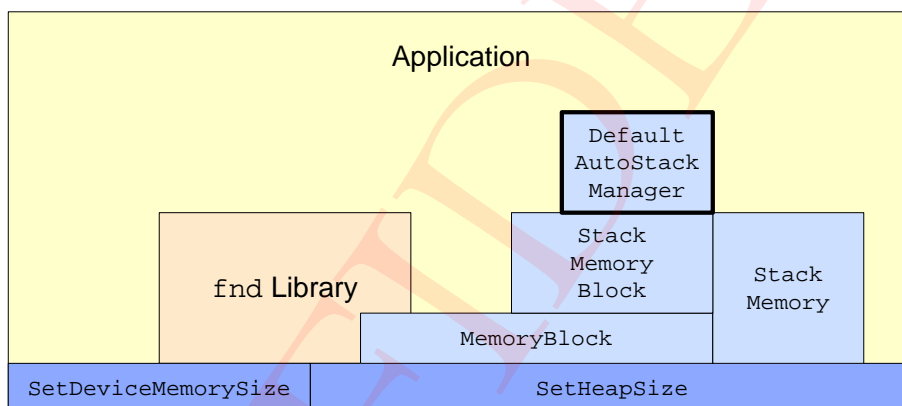 Application
Default
AutoStack
Manager
Stack
Memory
Block
Stack
Memory
fnd Library
MemoryBlock
SetDeviceMemorySize
SetHeapSize